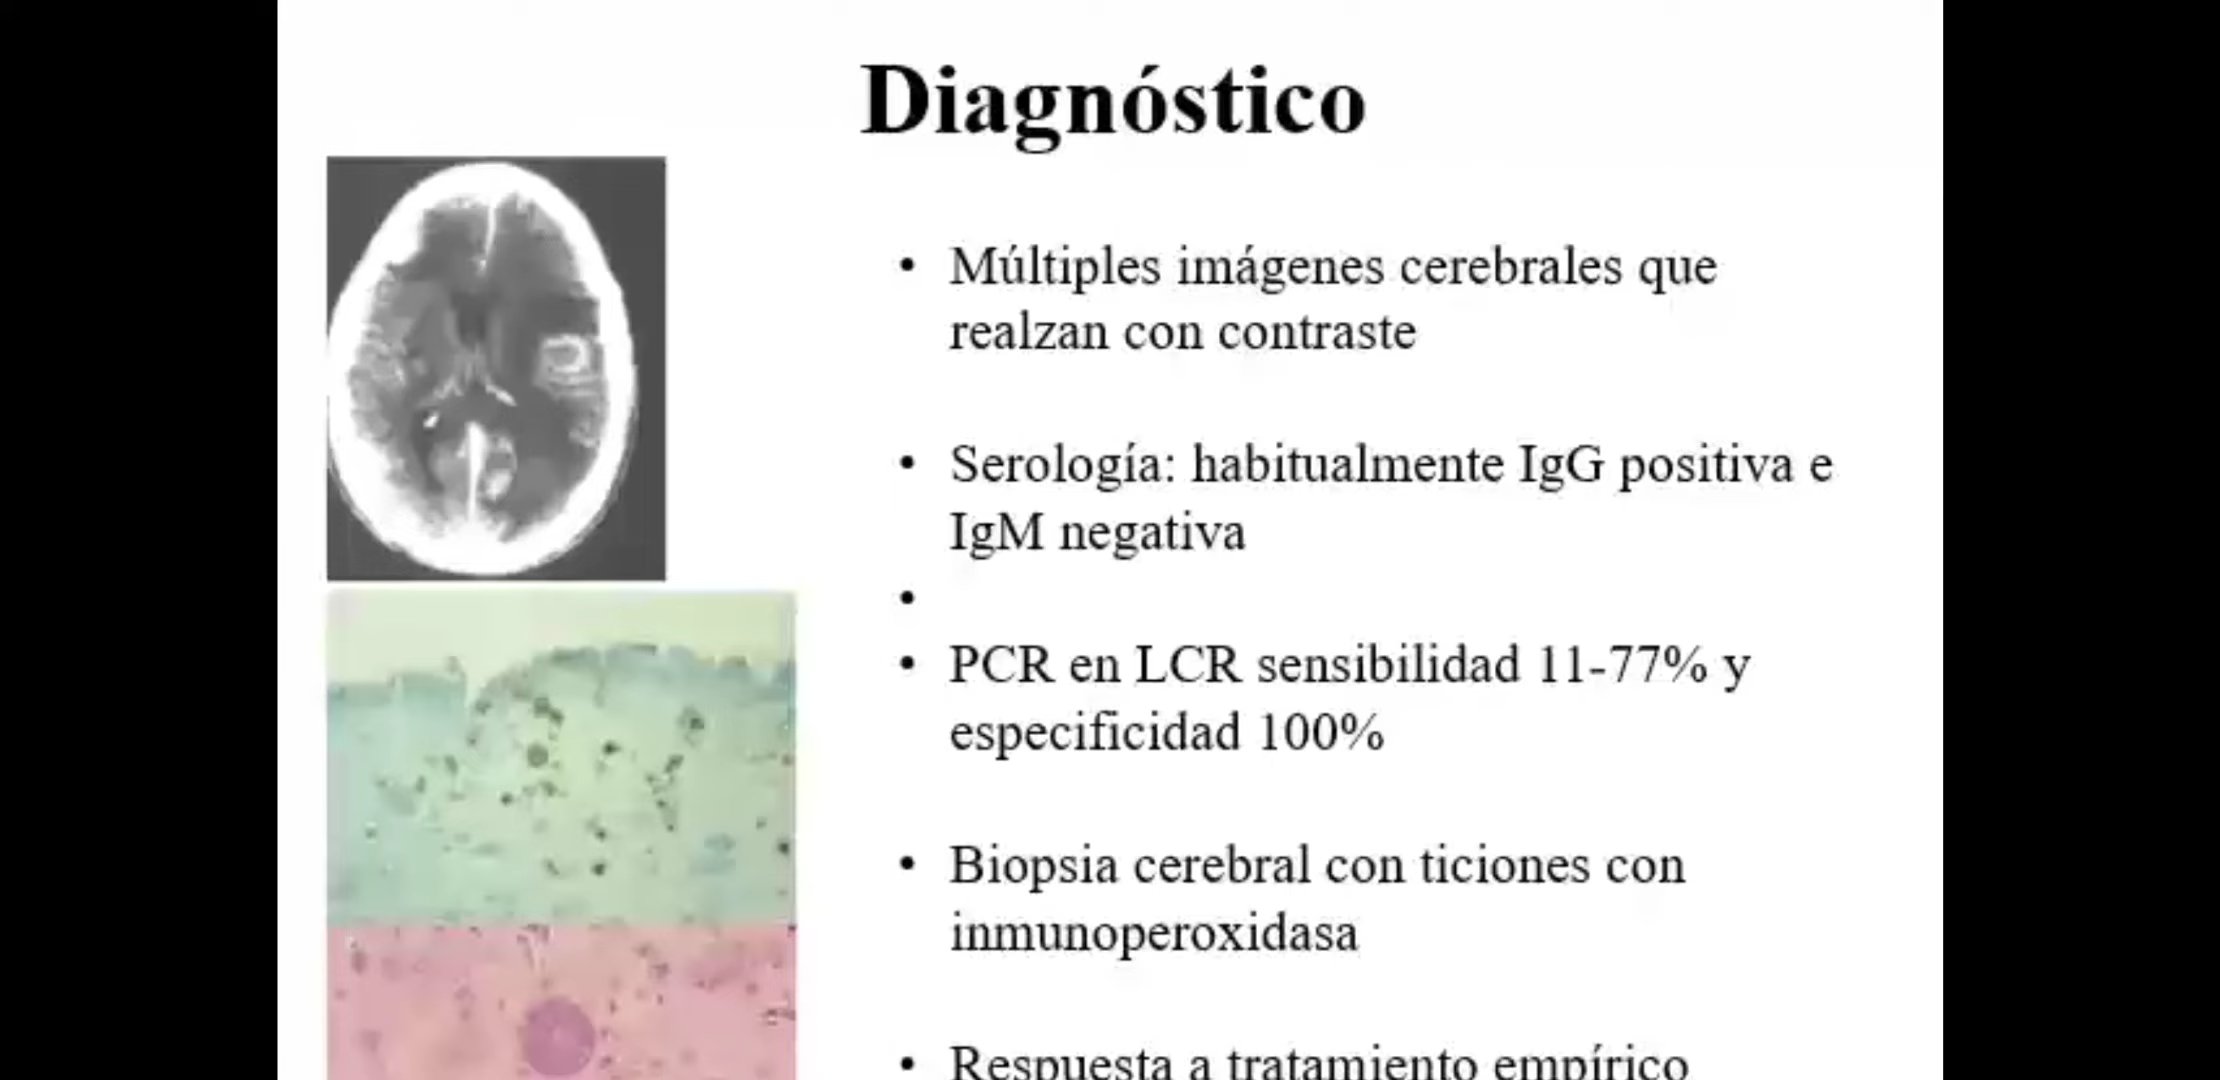 Diagnóstico
• Múltiples imágenes cerebrales que
realzan con contraste
• Serología: habitualmente IgG positiva e
IgM negativa
•
• PCR en LCR sensibilidad 11-77% y
especificidad 100%
• Biopsia cerebral con ticiones con
inmunoperoxidasa
• Respuesta a tratamiento empírico